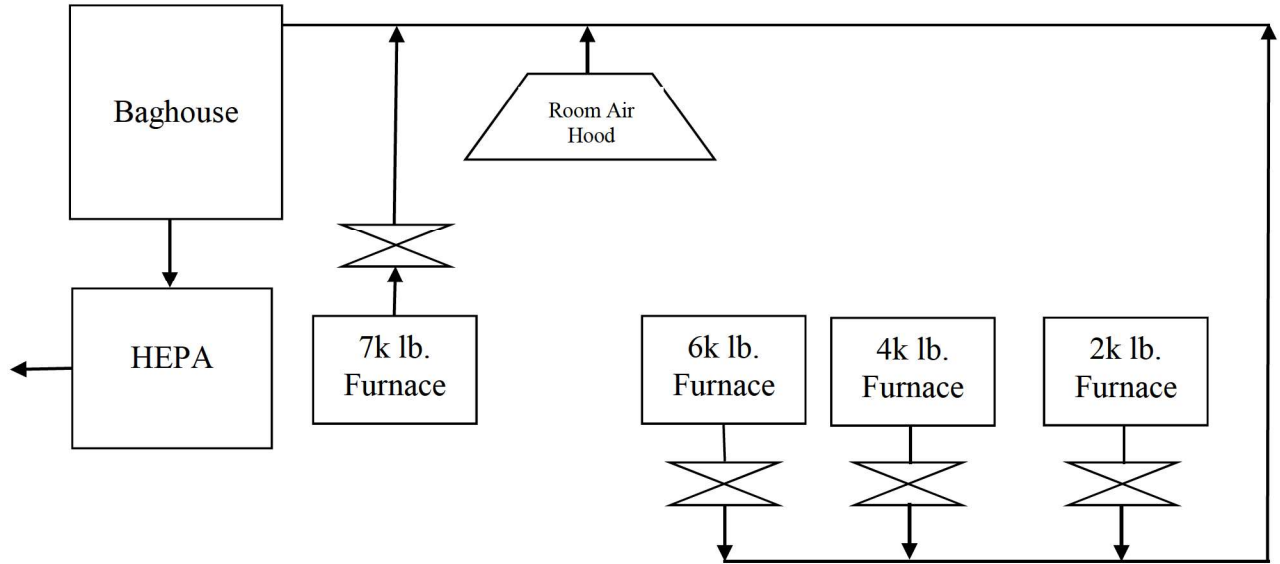 Baghouse
Room Air
Hood
HEPA
7k lb.
Furnace
6k lb.
Furnace
4k lb.
Furnace
2k lb.
Furnace